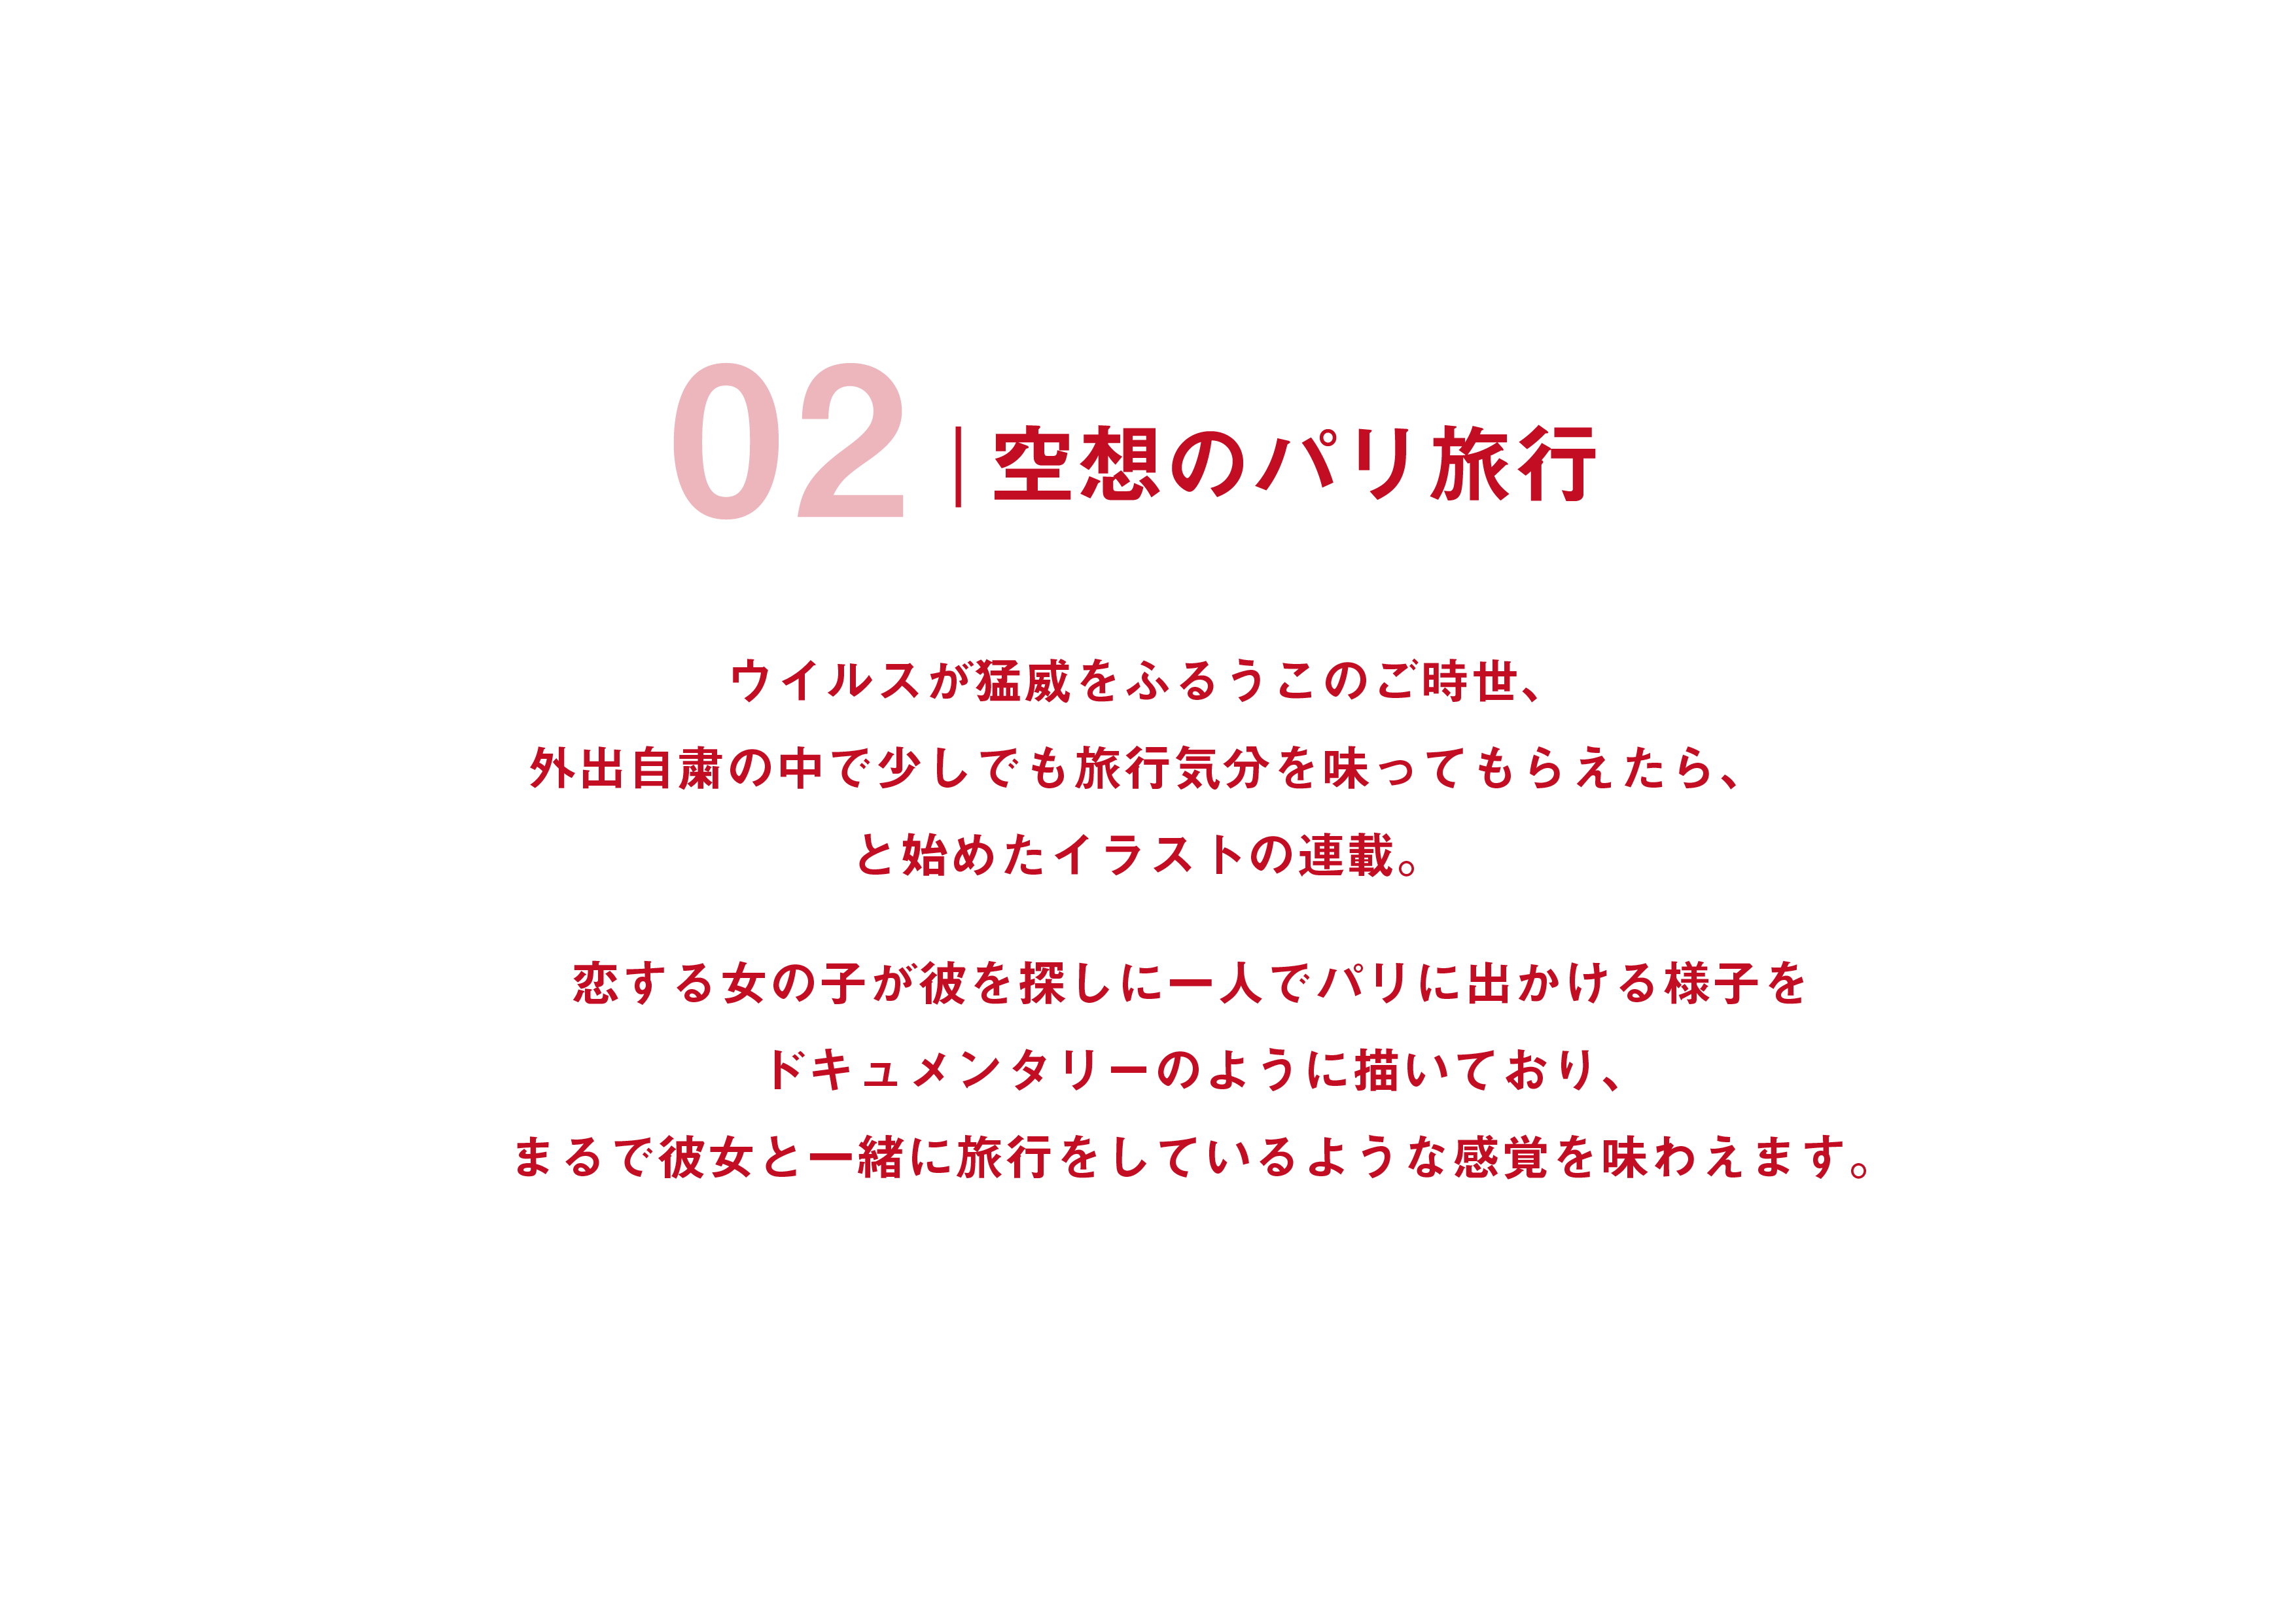 02 | 空想のパリ旅行
ウイルスが猛威をふるうこのご時世、
外出自粛の中で少しでも旅行気分を味ってもらえたら、
と始めたイラストの連載。
恋する女の子が彼を探しに一人でパリに出かける様子を
ドキュメンタリーのように描いており、
まるで彼女と一緒に旅行をしているような感覚を味わえます。